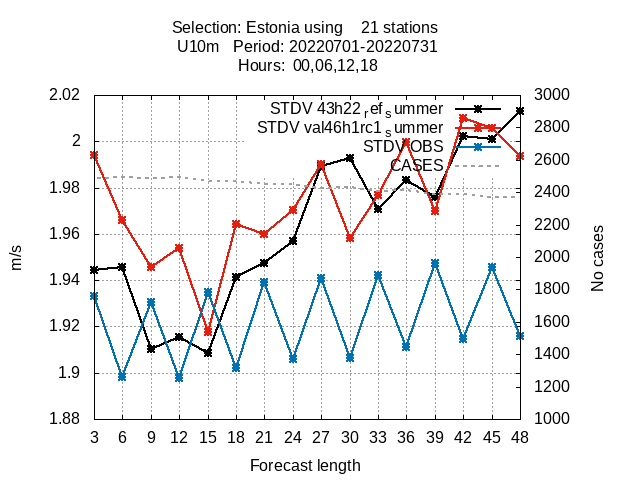 Selection: Estonia using    21 stations
U10m   Period: 20220701-20220731
Hours:  00,06,12,18
2.02
2
1.98
1.96
1.94
1.92
1.9
1.88
m/s
3000
2800
2600
2400
2200
2000
1800
1600
1400
1200
1000
No cases
STDV 43h22ref summer
STDV val46h1rc1summer
STDV OBS
CASES
3 6 9 12 15 18 21 24 27 30 33 36 39 42 45 48
Forecast length